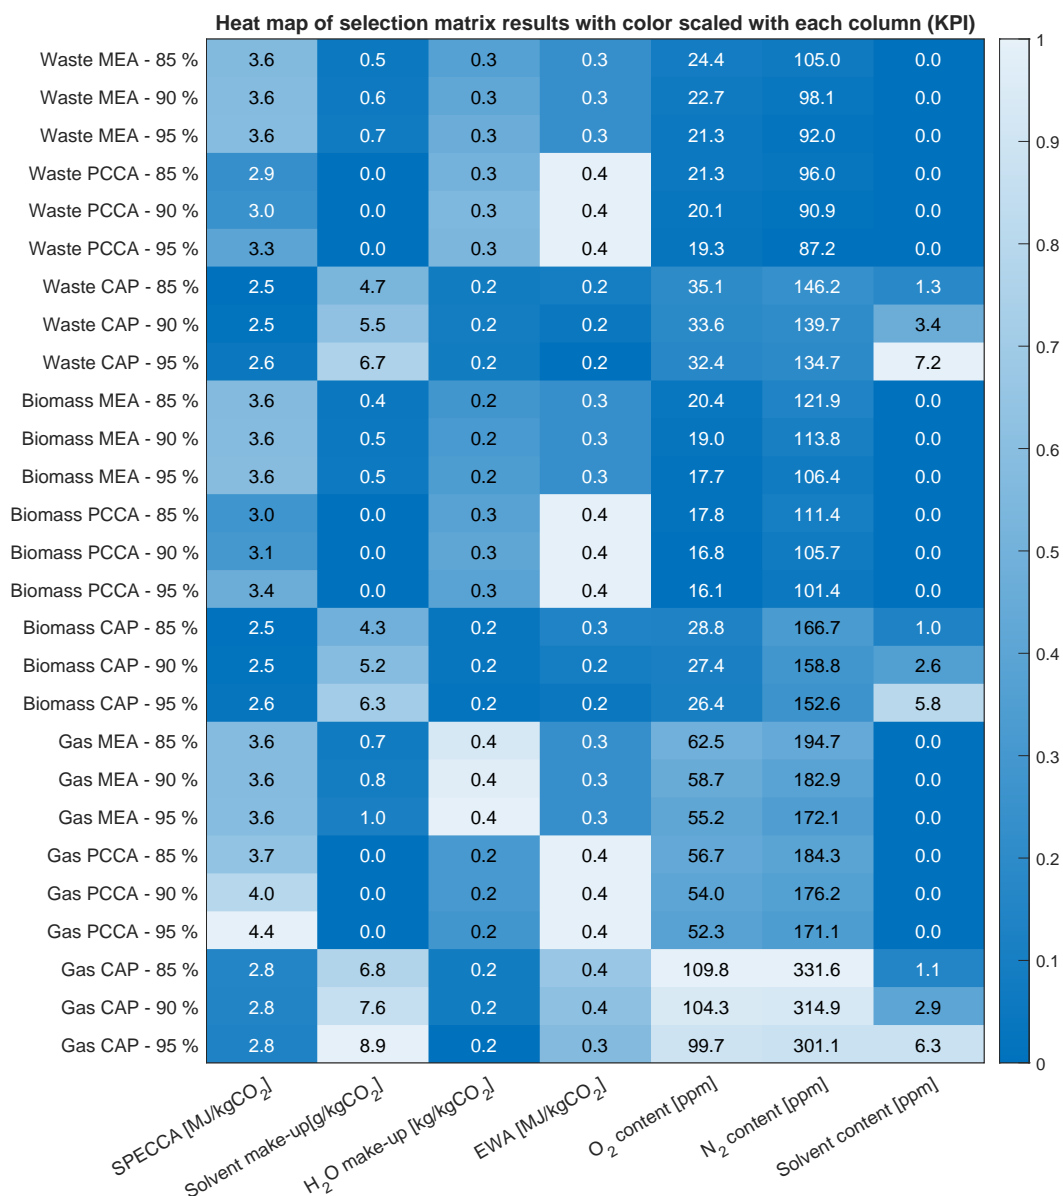 Heat map of selection matrix results with color scaled with each column (KPI)
Waste MEA - 85 % 3.6 0.5 0.3 0.3 24.4 105.0 0.0
Waste MEA - 90 % 3.6 0.6 0.3 0.3 22.7 98.1 0.0
Waste MEA - 95 % 3.6 0.7 0.3 0.3 21.3 92.0 0.0
Waste PCCA - 85 % 2.9 0.0 0.3 0.4 21.3 96.0 0.0
Waste PCCA - 90 % 3.0 0.0 0.3 0.4 20.1 90.9 0.0
Waste PCCA - 95 % 3.3 0.0 0.3 0.4 19.3 87.2 0.0
Waste CAP - 85 % 2.5 4.7 0.2 0.2 35.1 146.2 1.3
Waste CAP - 90 % 2.5 5.5 0.2 0.2 33.6 139.7 3.4
Waste CAP - 95 % 2.6 6.7 0.2 0.2 32.4 134.7 7.2
Biomass MEA - 85 % 3.6 0.4 0.2 0.3 20.4 121.9 0.0
Biomass MEA - 90 % 3.6 0.5 0.2 0.3 19.0 113.8 0.0
Biomass MEA - 95 % 3.6 0.5 0.2 0.3 17.7 106.4 0.0
Biomass PCCA - 85 % 3.0 0.0 0.3 0.4 17.8 111.4 0.0
Biomass PCCA - 90 % 3.1 0.0 0.3 0.4 16.8 105.7 0.0
Biomass PCCA - 95 % 3.4 0.0 0.3 0.4 16.1 101.4 0.0
Biomass CAP - 85 % 2.5 4.3 0.2 0.3 28.8 166.7 1.0
Biomass CAP - 90 % 2.5 5.2 0.2 0.2 27.4 158.8 2.6
Biomass CAP - 95 % 2.6 6.3 0.2 0.2 26.4 152.6 5.8
Gas MEA - 85 % 3.6 0.7 0.4 0.3 62.5 194.7 0.0
Gas MEA - 90 % 3.6 0.8 0.4 0.3 58.7 182.9 0.0
Gas MEA - 95 % 3.6 1.0 0.4 0.3 55.2 172.1 0.0
Gas PCCA - 85 % 3.7 0.0 0.2 0.4 56.7 184.3 0.0
Gas PCCA - 90 % 4.0 0.0 0.2 0.4 54.0 176.2 0.0
Gas PCCA - 95 % 4.4 0.0 0.2 0.4 52.3 171.1 0.0
Gas CAP - 85 % 2.8 6.8 0.2 0.4 109.8 331.6 1.1
Gas CAP - 90 % 2.8 7.6 0.2 0.4 104.3 314.9 2.9
Gas CAP - 95 % 2.8 8.9 0.2 0.3 99.7 301.1 6.3
SPECCA [MJ/kgCO₂]
Solvent make-up[g/kgCO₂]
H₂O make-up [kg/kgCO₂]
EWA [MJ/kgCO₂]
O₂ content [ppm]
N₂ content [ppm]
Solvent content [ppm]
1
0.9
0.8
0.7
0.6
0.5
0.4
0.3
0.2
0.1
0